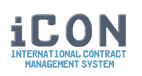 iCON
INTERNATIONAL CONTRACT
MANAGEMENT SYSTEM